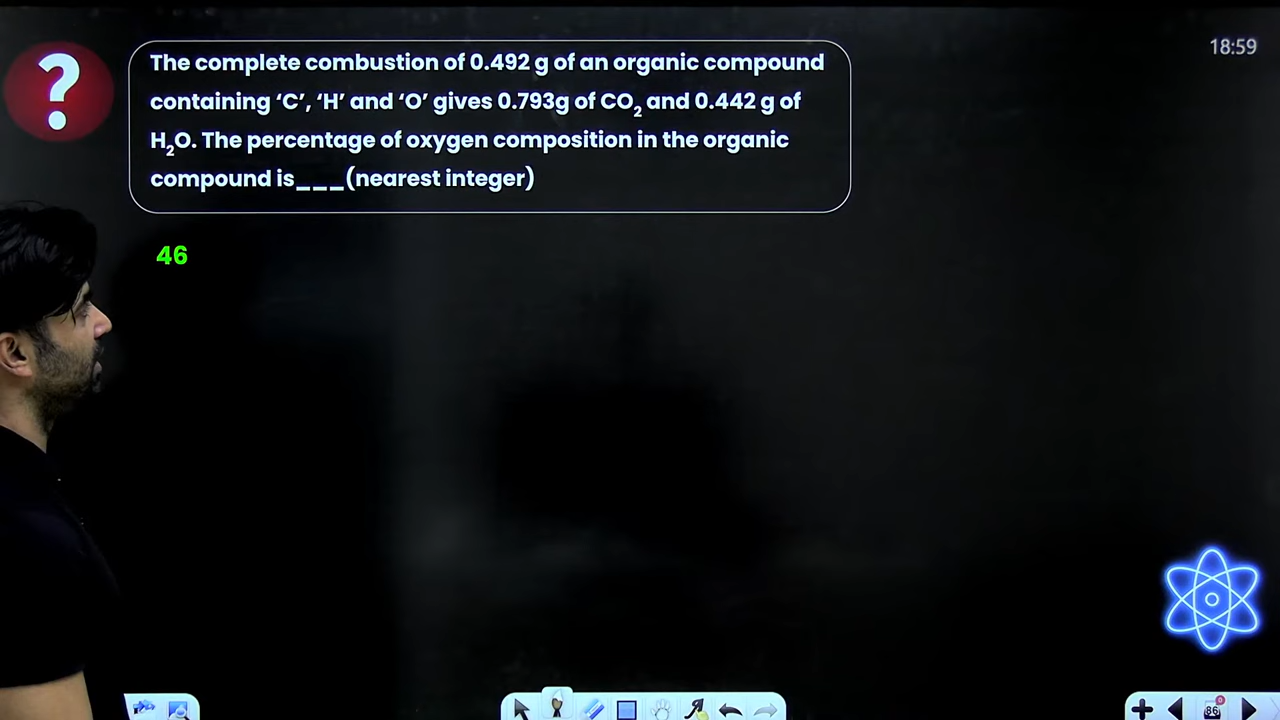 18:59
?
The complete combustion of 0.492 g of an organic compound
containing ‘C’, ‘H’ and ‘O’ gives 0.793g of CO₂ and 0.442 g of
H₂O. The percentage of oxygen composition in the organic
compound is___(nearest integer)
46
86